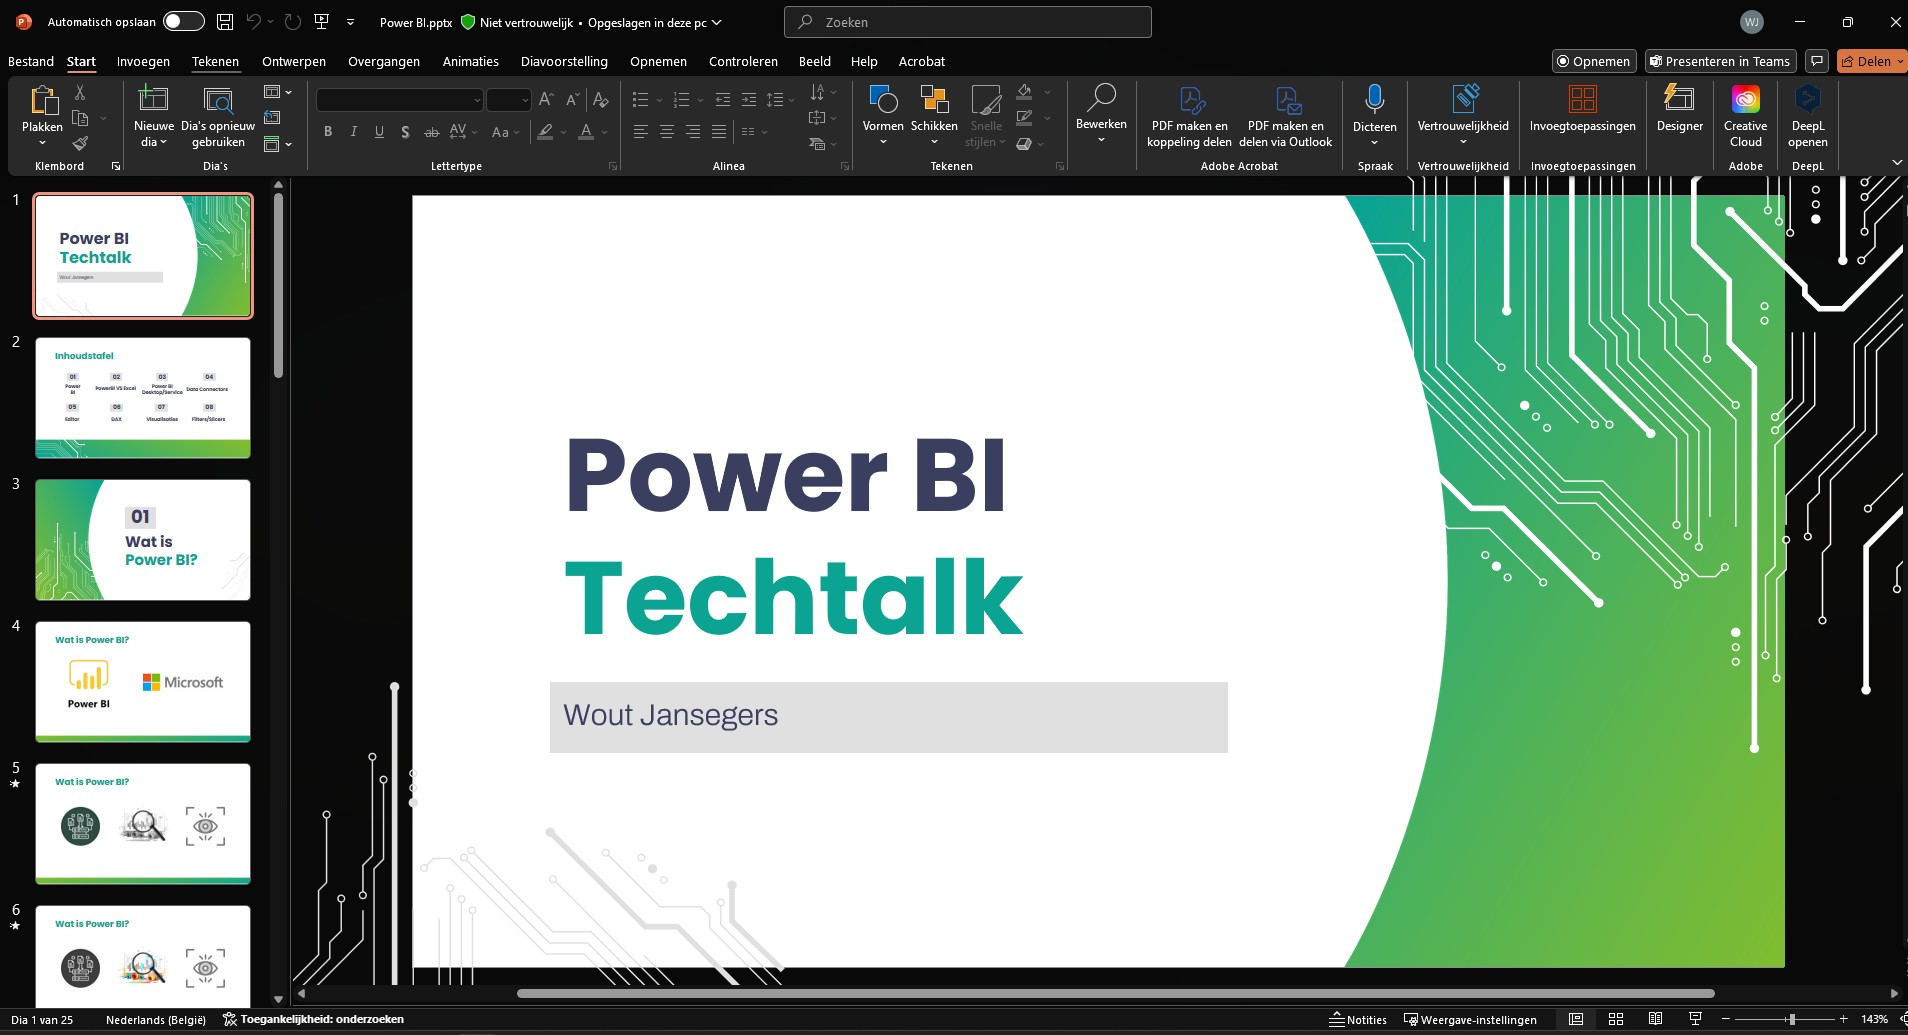 Automatisch opslaan
Power BI.pptx Niet vertrouwelijk • Opgeslagen in deze pc
Zoeken
WJ
Bestand Start Invoegen Tekenen Ontwerpen Overgangen Animaties Diavoorstelling Opnemen Controleren Beeld Help Acrobat
Opnemen Presenteren in Teams Delen
Plakken
Klembord
Nieuwe dia
Dia's opnieuw gebruiken
Dia's
B I U S ab AV Aa A
Lettertype
Alinea
Vormen
Schikken
Snelle stijlen
Tekenen
Bewerken
PDF maken en koppeling delen
PDF maken en delen via Outlook
Adobe Acrobat
Dicteren
Spraak
Vertrouwelijkheid
Vertrouwelijkheid
Invoegtoepassingen
Invoegtoepassingen
Designer
Creative Cloud
Adobe
DeepL openen
DeepL
1
Power BI
Techtalk
Wout Jansegers
2
Inhoudstafel
01 02 03 04
Power BI
PowerBI VS Excel
Power BI Desktop/Service
Data Connectors
05 06 07 08
Editor DAX Visualisaties Filters/Slicers
3
01
Wat is
Power BI?
4
Wat is Power BI?
Power BI
Microsoft
5
Wat is Power BI?
6
Wat is Power BI?
Power BI
Techtalk
Wout Jansegers
Dia 1 van 25 Nederlands (België) Toegankelijkheid: onderzoeken
Notities Weergave-instellingen 143%